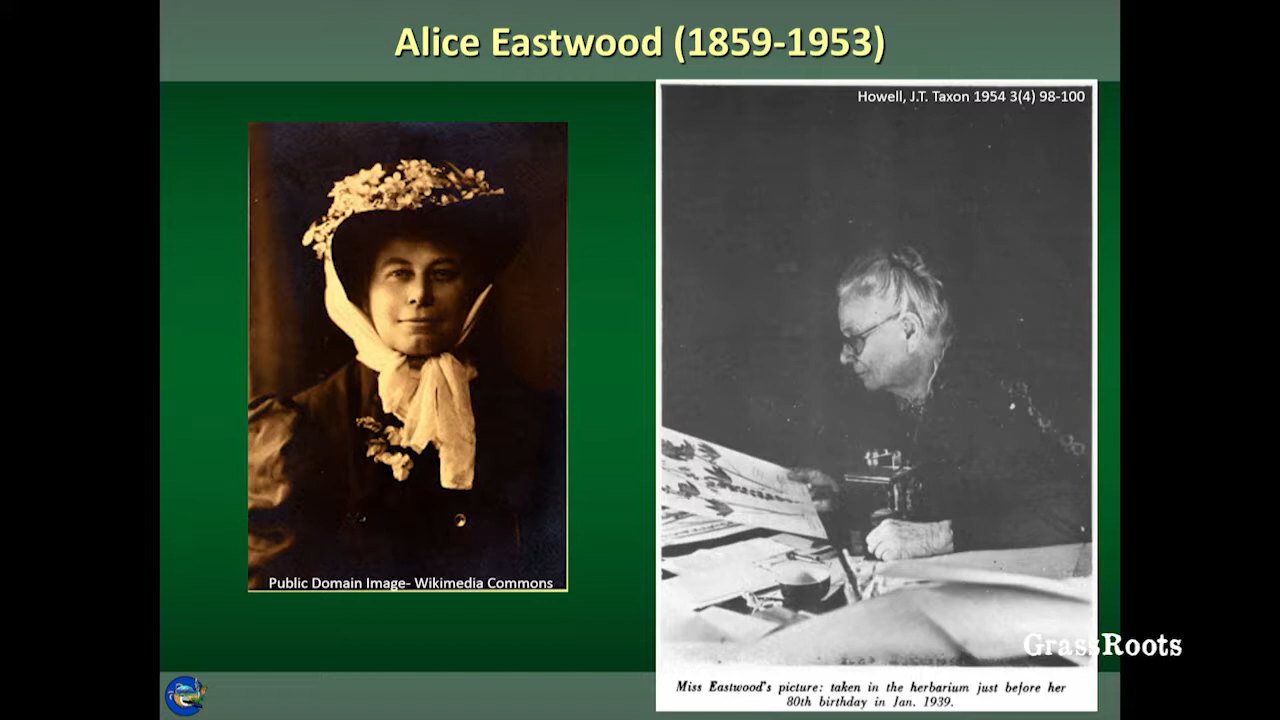 Alice Eastwood (1859-1953)
Howell, J.T. Taxon 1954 3(4) 98-100
Public Domain Image- Wikimedia Commons
GrassRoots
Miss Eastwood's picture: taken in the herbarium just before her
80th birthday in Jan. 1939.